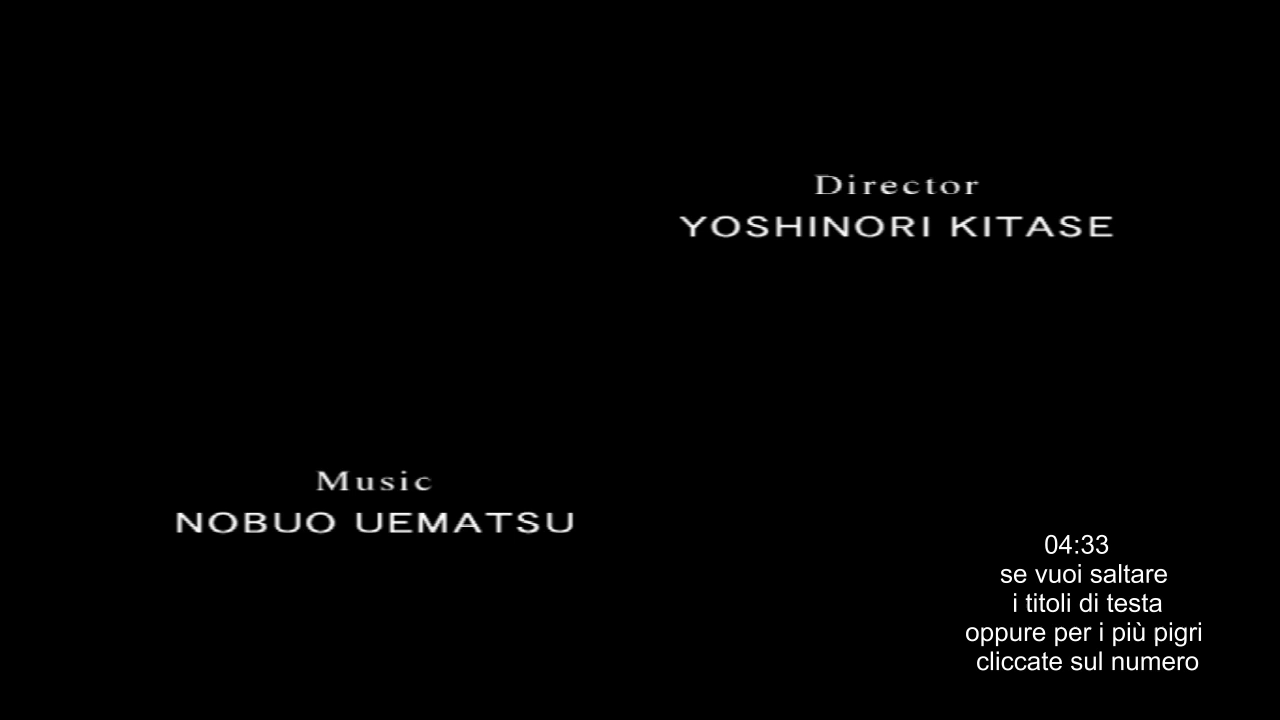 Director
YOSHINORI KITASE
Music
NOBUO UEMATSU
04:33
se vuoi saltare
i titoli di testa
oppure per i più pigri
cliccate sul numero